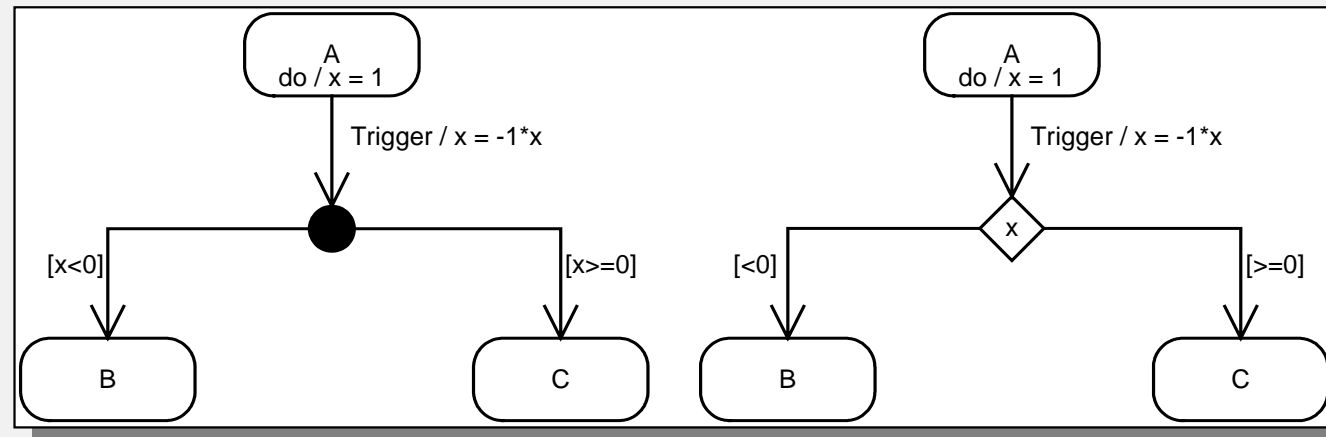 A
do / x = 1
Trigger / x = -1*x
[x<0]
[x>=0]
B
C
A
do / x = 1
Trigger / x = -1*x
x
[<0]
[>=0]
B
C